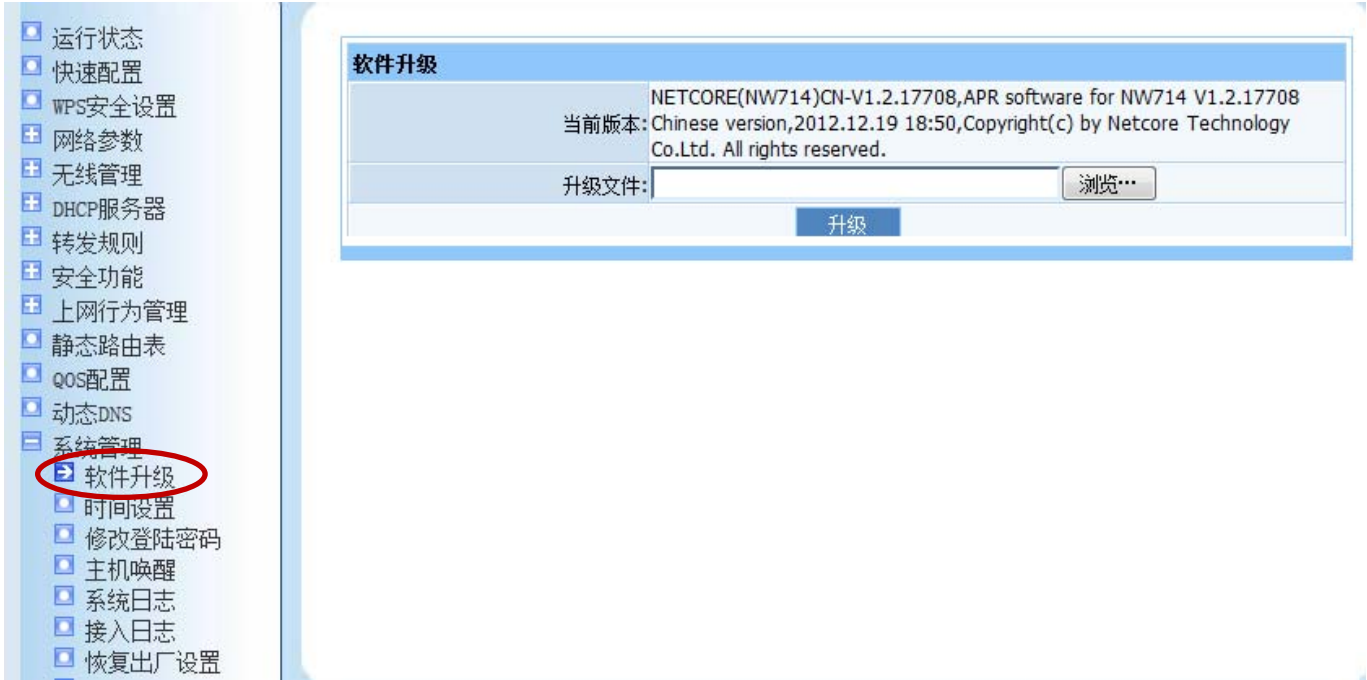 运行状态
快速配置
WPS安全设置
网络参数
无线管理
DHCP服务器
转发规则
安全功能
上网行为管理
静态路由表
QOS配置
动态DNS
系统管理
软件升级
时间设置
修改登陆密码
主机唤醒
系统日志
接入日志
恢复出厂设置
软件升级
当前版本:
NETCORE(NW714)CN-V1.2.17708,APR software for NW714 V1.2.17708
Chinese version,2012.12.19 18:50,Copyright(c) by Netcore Technology
Co.Ltd. All rights reserved.
升级文件:
浏览…
升级